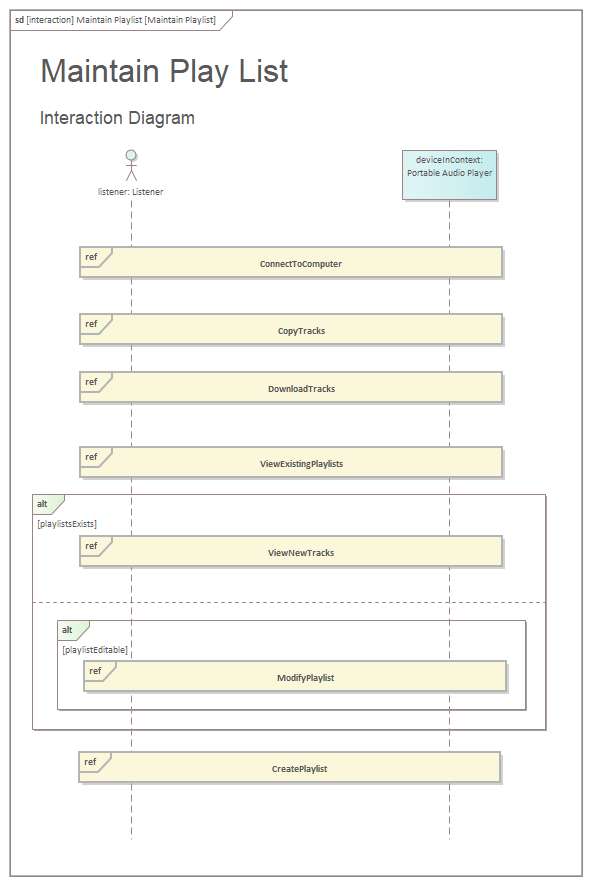 sd [interaction] Maintain Playlist [Maintain Playlist]
Maintain Play List
Interaction Diagram
listener: Listener
deviceInContext:
Portable Audio Player
ref
ConnectToComputer
ref
CopyTracks
ref
DownloadTracks
ref
ViewExistingPlaylists
alt
[playlistsExists]
ref
ViewNewTracks
alt
[playlistEditable]
ref
ModifyPlaylist
ref
CreatePlaylist